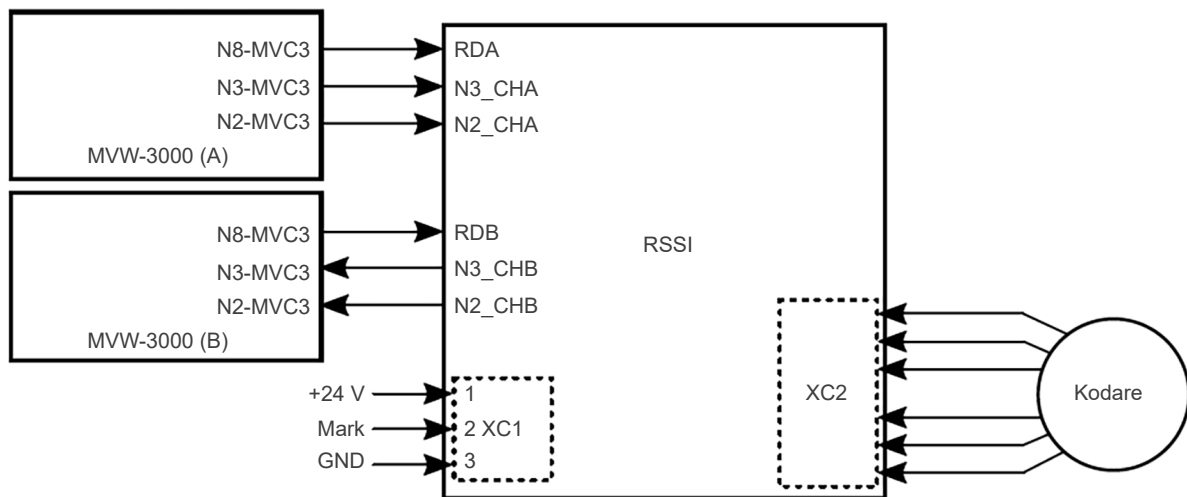 N8-MVC3
RDA
N3-MVC3
N3_CHA
N2-MVC3
N2_CHA
MVW-3000 (A)
N8-MVC3
RDB
N3-MVC3
N3_CHB
N2-MVC3
N2_CHB
MVW-3000 (B)
RSSI
+24 V
1
Mark
2 XC1
GND
3
XC2
Kodare